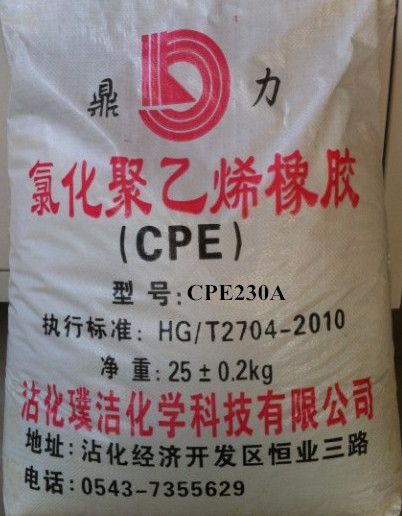 鼎 力
氯化聚乙烯橡胶
(CPE)
型号:CPE230A
执行标准: HG/T2704-2010
净重:25±0.2kg
沾化璞洁化学科技有限公司
地址:沾化经济开发区恒业三路
电话:0543-7355629